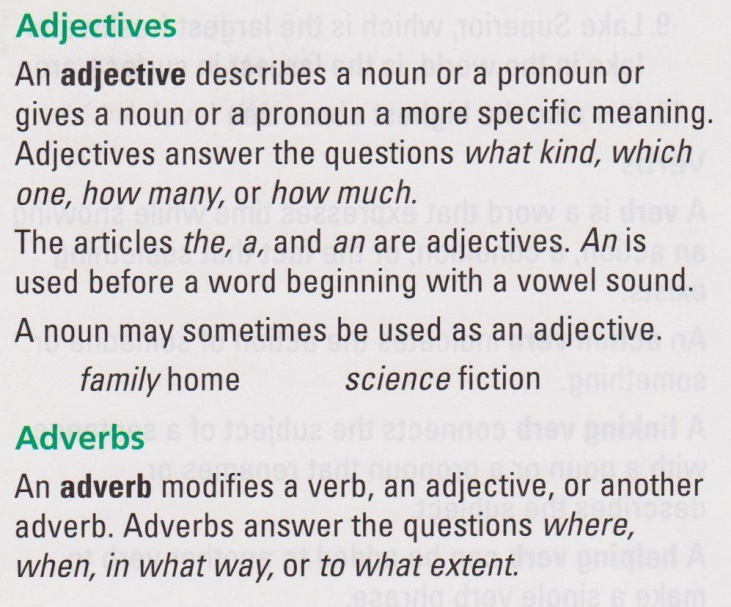 Adjectives
An adjective describes a noun or a pronoun or
gives a noun or a pronoun a more specific meaning.
Adjectives answer the questions what kind, which
one, how many, or how much.
The articles the, a, and an are adjectives. An is
used before a word beginning with a vowel sound.
A noun may sometimes be used as an adjective.
family home science fiction
Adverbs
An adverb modifies a verb, an adjective, or another
adverb. Adverbs answer the questions where,
when, in what way, or to what extent.